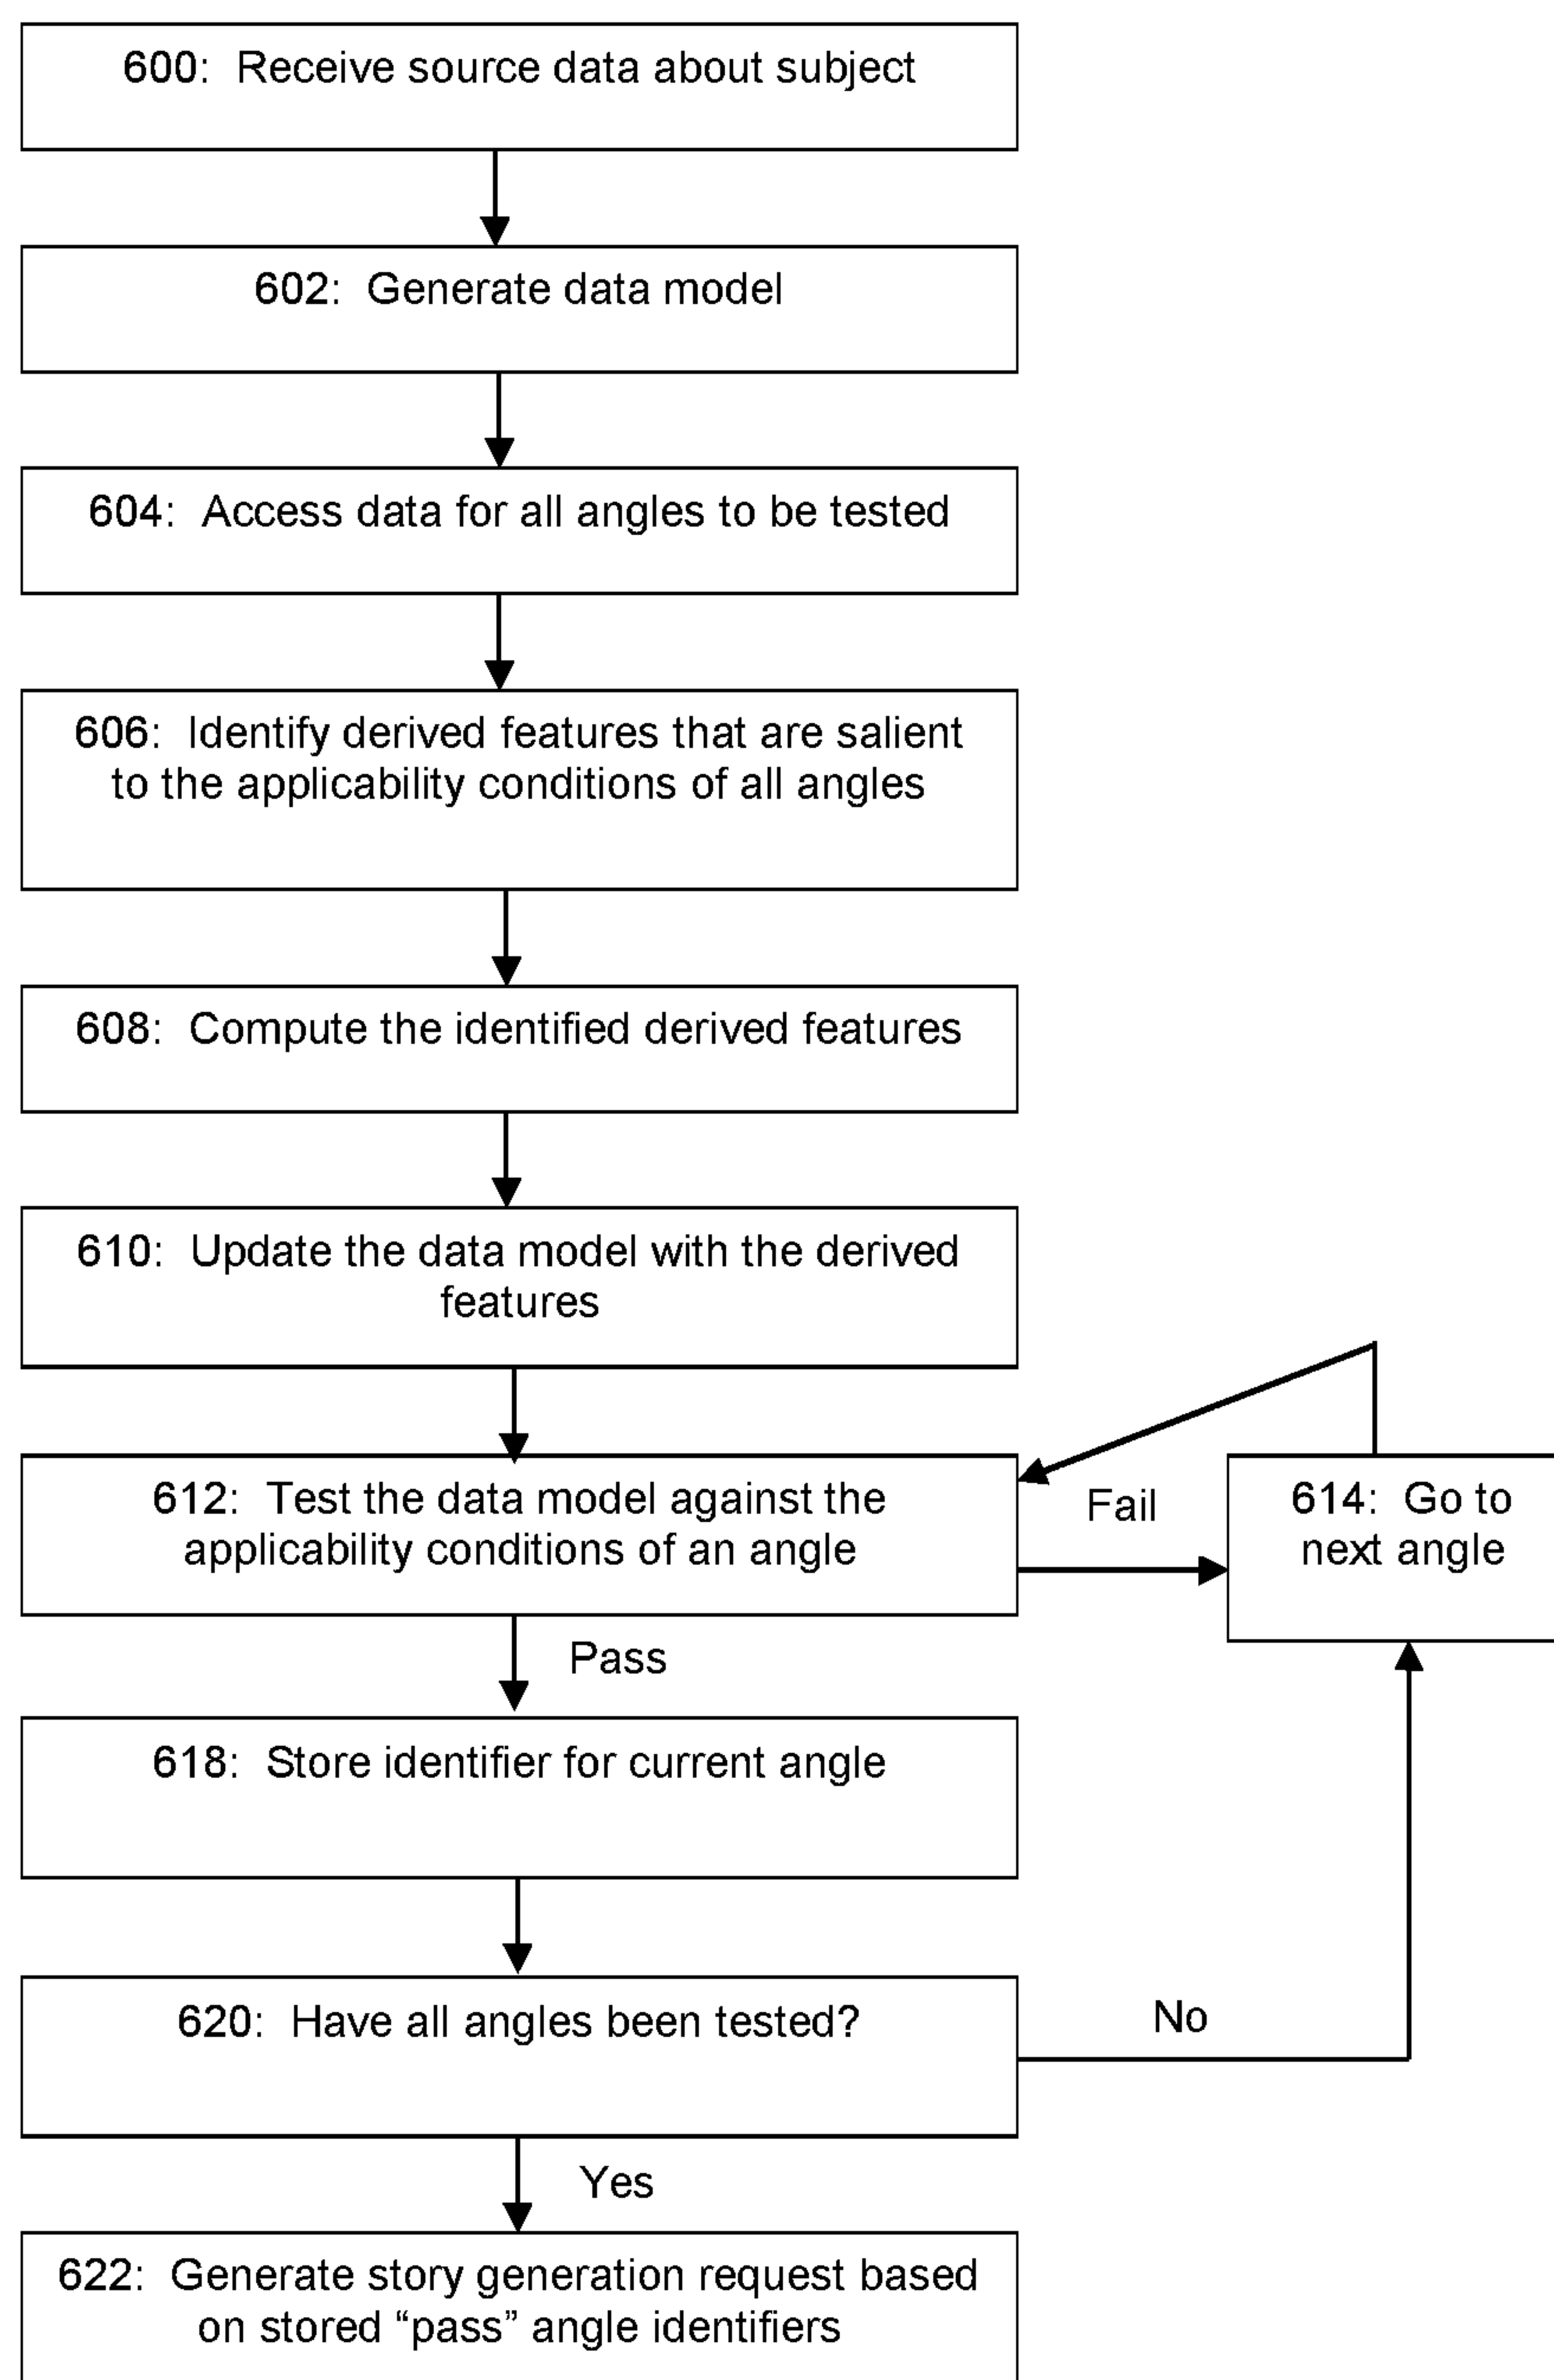 600: Receive source data about subject
602: Generate data model
604: Access data for all angles to be tested
606: Identify derived features that are salient
to the applicability conditions of all angles
608: Compute the identified derived features
610: Update the data model with the derived
features
612: Test the data model against the
applicability conditions of an angle
Fail
614: Go to
next angle
Pass
618: Store identifier for current angle
620: Have all angles been tested?
No
Yes
622: Generate story generation request based
on stored “pass” angle identifiers